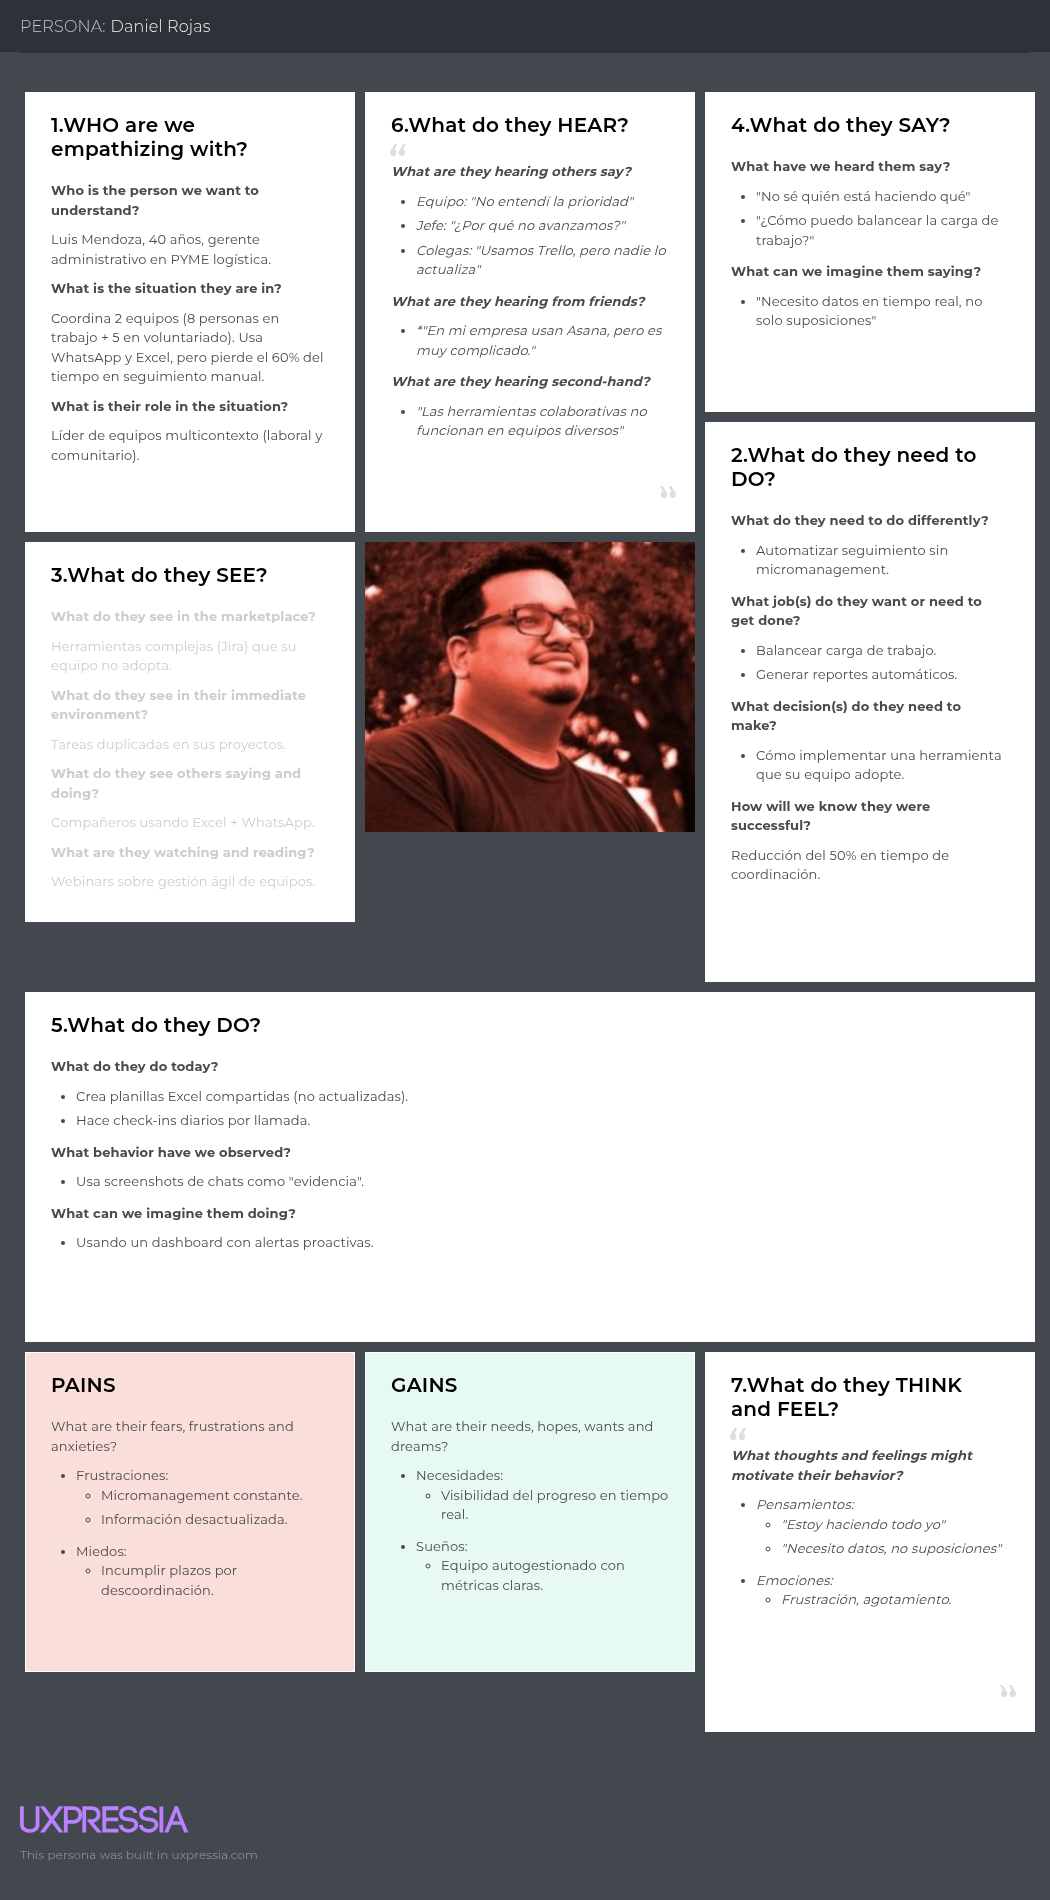 PERSONA: Daniel Rojas
1.WHO are we
empathizing with?
Who is the person we want to
understand?
Luis Mendoza, 40 años, gerente
administrativo en PYME logística.
What is the situation they are in?
Coordina 2 equipos (8 personas en
trabajo + 5 en voluntariado). Usa
WhatsApp y Excel, pero pierde el 60% del
tiempo en seguimiento manual.
What is their role in the situation?
Líder de equipos multicontexto (laboral y
comunitario).
6.What do they HEAR?
“
What are they hearing others say?
• Equipo: "No entendí la prioridad"
• Jefe: "¿Por qué no avanzamos?"
• Colegas: "Usamos Trello, pero nadie lo
actualiza"
What are they hearing from friends?
• *"En mi empresa usan Asana, pero es
muy complicado."
What are they hearing second-hand?
• "Las herramientas colaborativas no
funcionan en equipos diversos"
”
4.What do they SAY?
What have we heard them say?
• "No sé quién está haciendo qué"
• "¿Cómo puedo balancear la carga de
trabajo?"
What can we imagine them saying?
• "Necesito datos en tiempo real, no
solo suposiciones"
2.What do they need to
DO?
What do they need to do differently?
• Automatizar seguimiento sin
micromanagement.
What job(s) do they want or need to
get done?
• Balancear carga de trabajo.
• Generar reportes automáticos.
What decision(s) do they need to
make?
• Cómo implementar una herramienta
que su equipo adopte.
How will we know they were
successful?
Reducción del 50% en tiempo de
coordinación.
3.What do they SEE?
What do they see in the marketplace?
Herramientas complejas (Jira) que su
equipo no adopta.
What do they see in their immediate
environment?
Tareas duplicadas en sus proyectos.
What do they see others saying and
doing?
Compañeros usando Excel + WhatsApp.
What are they watching and reading?
Webinars sobre gestión ágil de equipos.
5.What do they DO?
What do they do today?
• Crea planillas Excel compartidas (no actualizadas).
• Hace check-ins diarios por llamada.
What behavior have we observed?
• Usa screenshots de chats como "evidencia".
What can we imagine them doing?
• Usando un dashboard con alertas proactivas.
PAINS
What are their fears, frustrations and
anxieties?
• Frustraciones:
◦ Micromanagement constante.
◦ Información desactualizada.
• Miedos:
◦ Incumplir plazos por
descoordinación.
GAINS
What are their needs, hopes, wants and
dreams?
• Necesidades:
◦ Visibilidad del progreso en tiempo
real.
• Sueños:
◦ Equipo autogestionado con
métricas claras.
7.What do they THINK
and FEEL?
“
What thoughts and feelings might
motivate their behavior?
• Pensamientos:
◦ "Estoy haciendo todo yo"
◦ "Necesito datos, no suposiciones"
• Emociones:
◦ Frustración, agotamiento.
”
UXPRESSIA
This persona was built in uxpressia.com